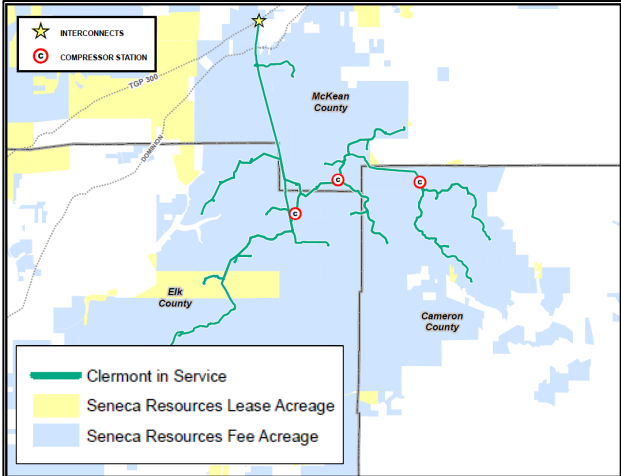 INTERCONNECTS
C COMPRESSOR STATION
TGP 300
McKean
County
DOMINION
C
C
C
Elk
County
Cameron
County
Clermont in Service
Seneca Resources Lease Acreage
Seneca Resources Fee Acreage